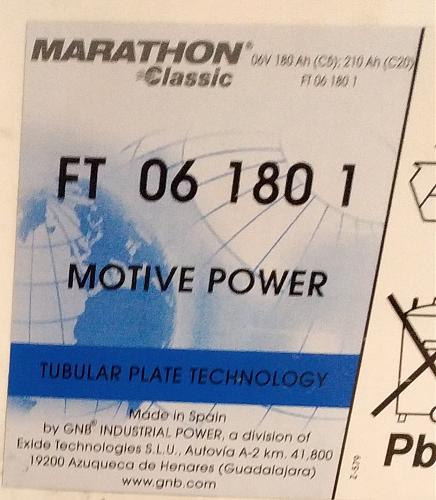 MARATHON®
Classic
06V 180 Ah (C5); 210 Ah (C20)
FT 06 180 1
FT 06 180 1
MOTIVE POWER
TUBULAR PLATE TECHNOLOGY
Made in Spain
by GNB® INDUSTRIAL POWER, a division of
Exide Technologies S.L.U., Autovía A-2 km. 41,800
19200 Azuqueca de Henares (Guadalajara)
www.gnb.com
Z-579
Pb